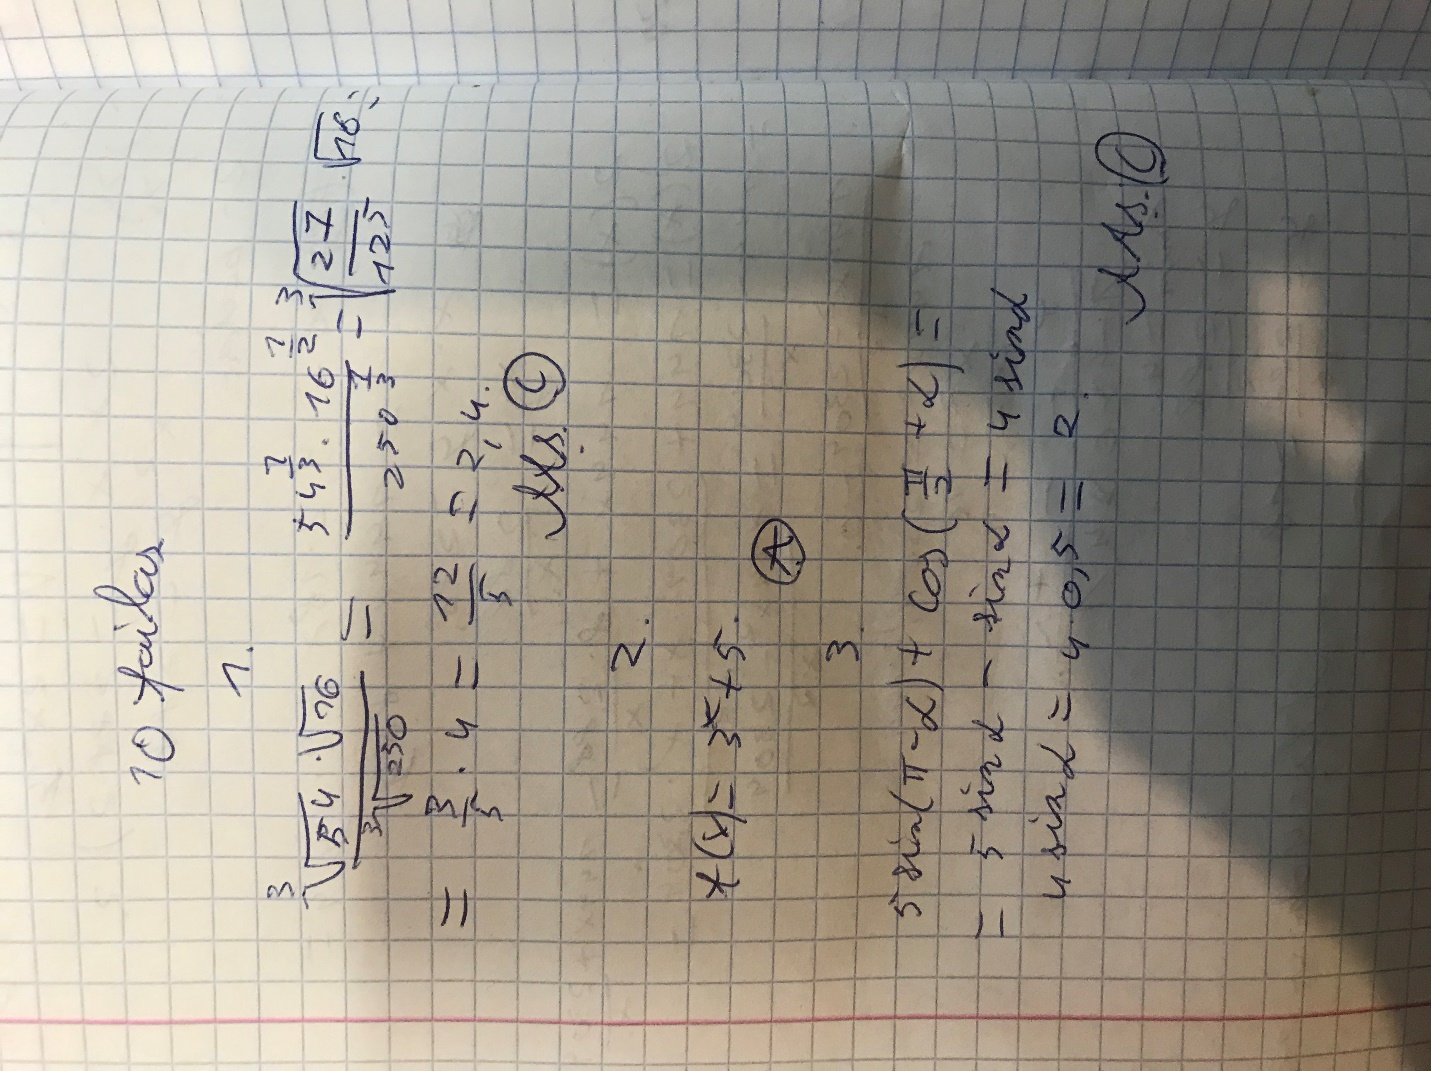 10 failas
1.
∛54 · √16 / ∛250 = 54^(1/3) · 16^(1/2) / 250^(1/3) = ∛(27/125) · √16 =
= 3/5 · 4 = 12/5 = 2,4.
Ats. C
2.
f(x) = 3^x + 5.
A
3.
5 sin(π - α) + cos(π/2 + α) =
= 5 sin α - sin α = 4 sin α
4 sin α = 4 · 0,5 = 2.
Ats. C